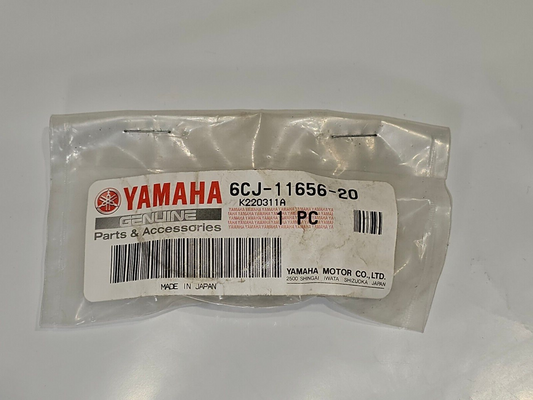 YAMAHA 6CJ-11656-20
K220311A
GENUINE
Parts & Accessories
1 PC
YAMAHA MOTOR CO.,LTD.
2500 SHINGAI IWATA SHIZUOKA JAPAN
MADE IN JAPAN